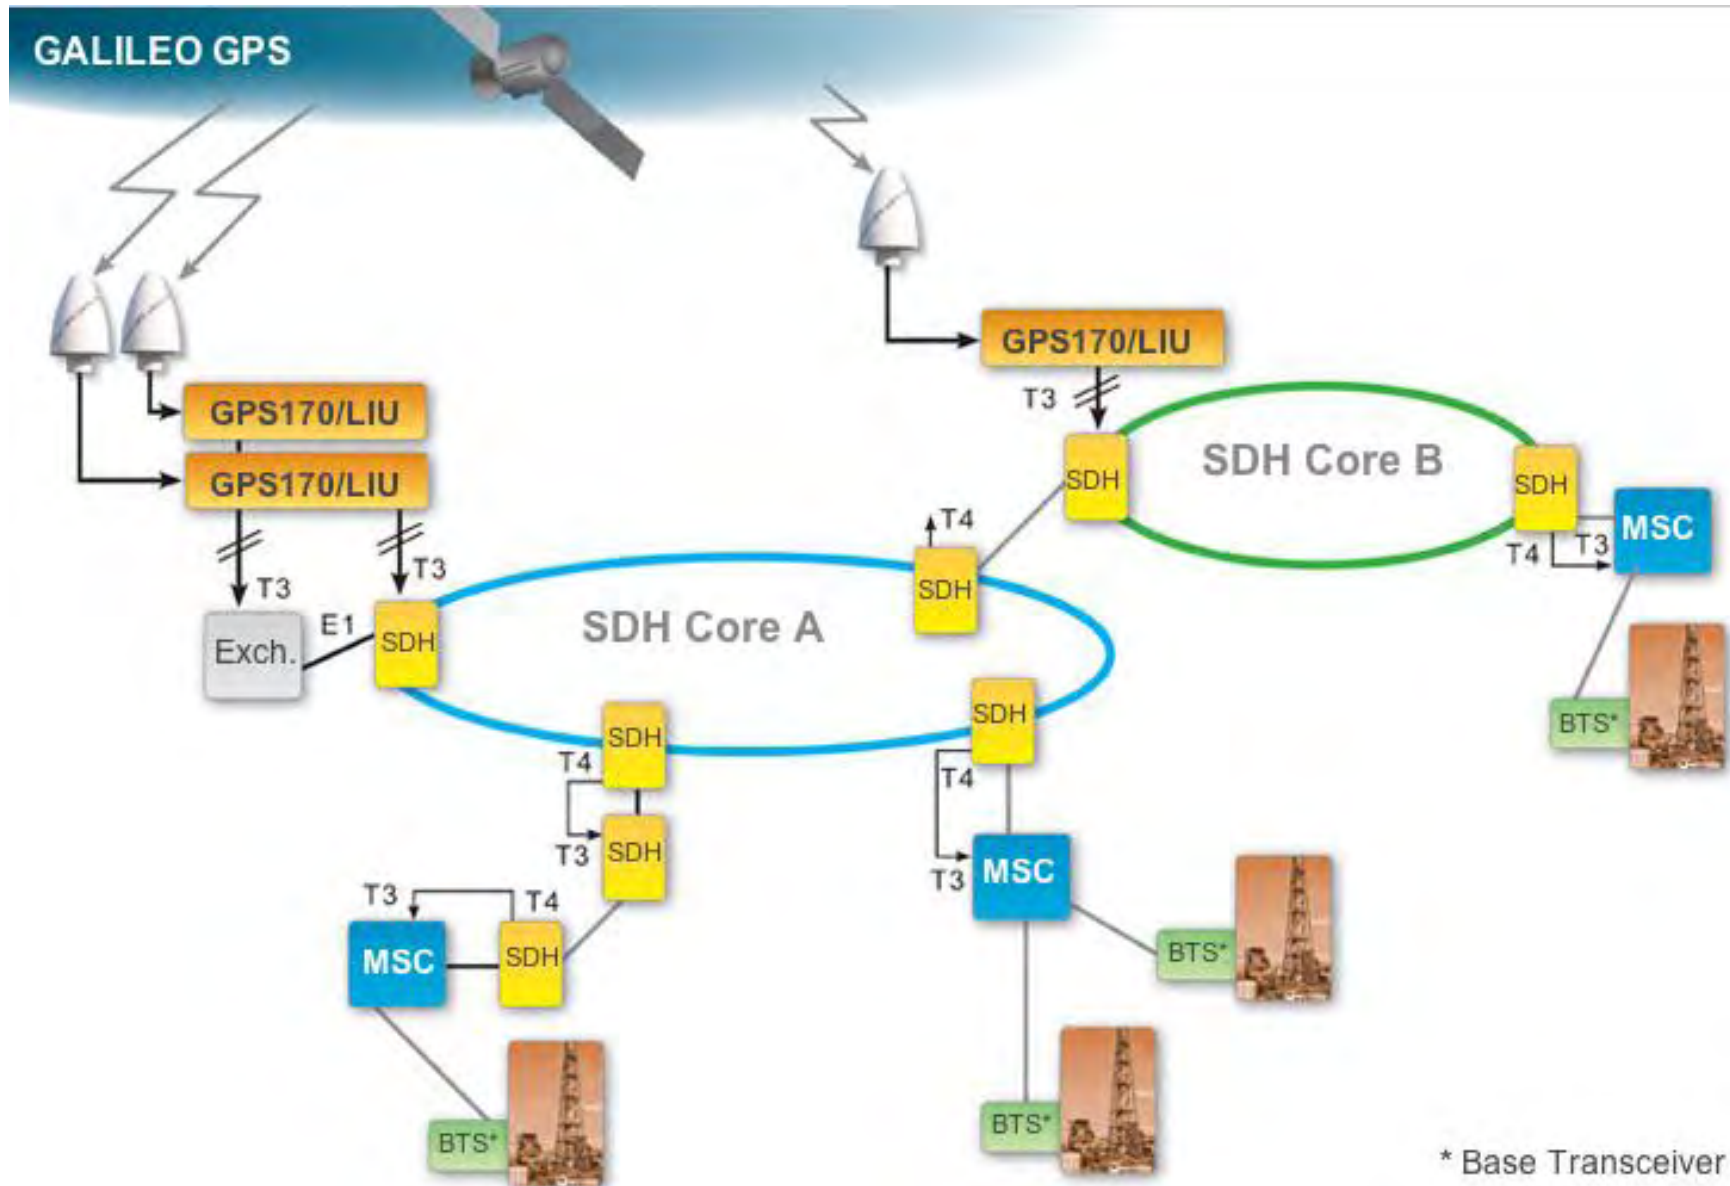 GALILEO GPS
GPS170/LIU
T3
GPS170/LIU
GPS170/LIU
T3
T3
SDH Core B
SDH
SDH
MSC
T4
T3
T4
SDH
SDH Core A
Exch.
E1
SDH
SDH
T4
T3
SDH
SDH
T4
T3
MSC
T3
T4
MSC
SDH
BTS*
BTS*
BTS*
BTS*
* Base Transceiver